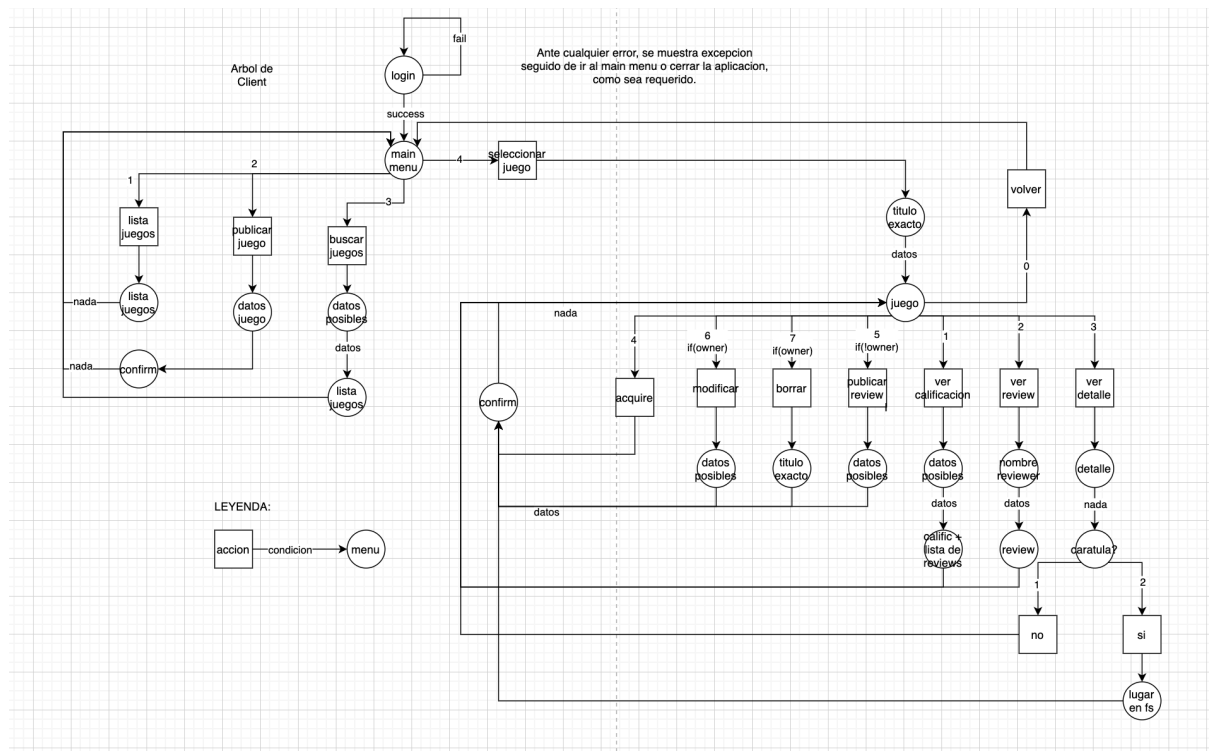 fail
Arbol de
Client
login
Ante cualquier error, se muestra excepcion
seguido de ir al main menu o cerrar la aplicacion,
como sea requerido.
success
main
menu
4
seleccionar
juego
volver
1
2
3
lista
juegos
publicar
juego
buscar
juegos
titulo
exacto
datos
0
nada
lista
juegos
datos
juego
datos
posibles
juego
nada
datos
nada
confirm
lista
juegos
4
6
if(owner)
7
if(owner)
5
if(!owner)
1
2
3
confirm
acquire
modificar
borrar
publicar
review
ver
calificacion
ver
review
ver
detalle
datos
posibles
titulo
exacto
datos
posibles
datos
posibles
nombre
reviewer
detalle
datos
datos
datos
nada
LEYENDA:
accion
condicion
menu
calific +
lista de
reviews
review
caratula?
1
2
no
si
lugar
en fs